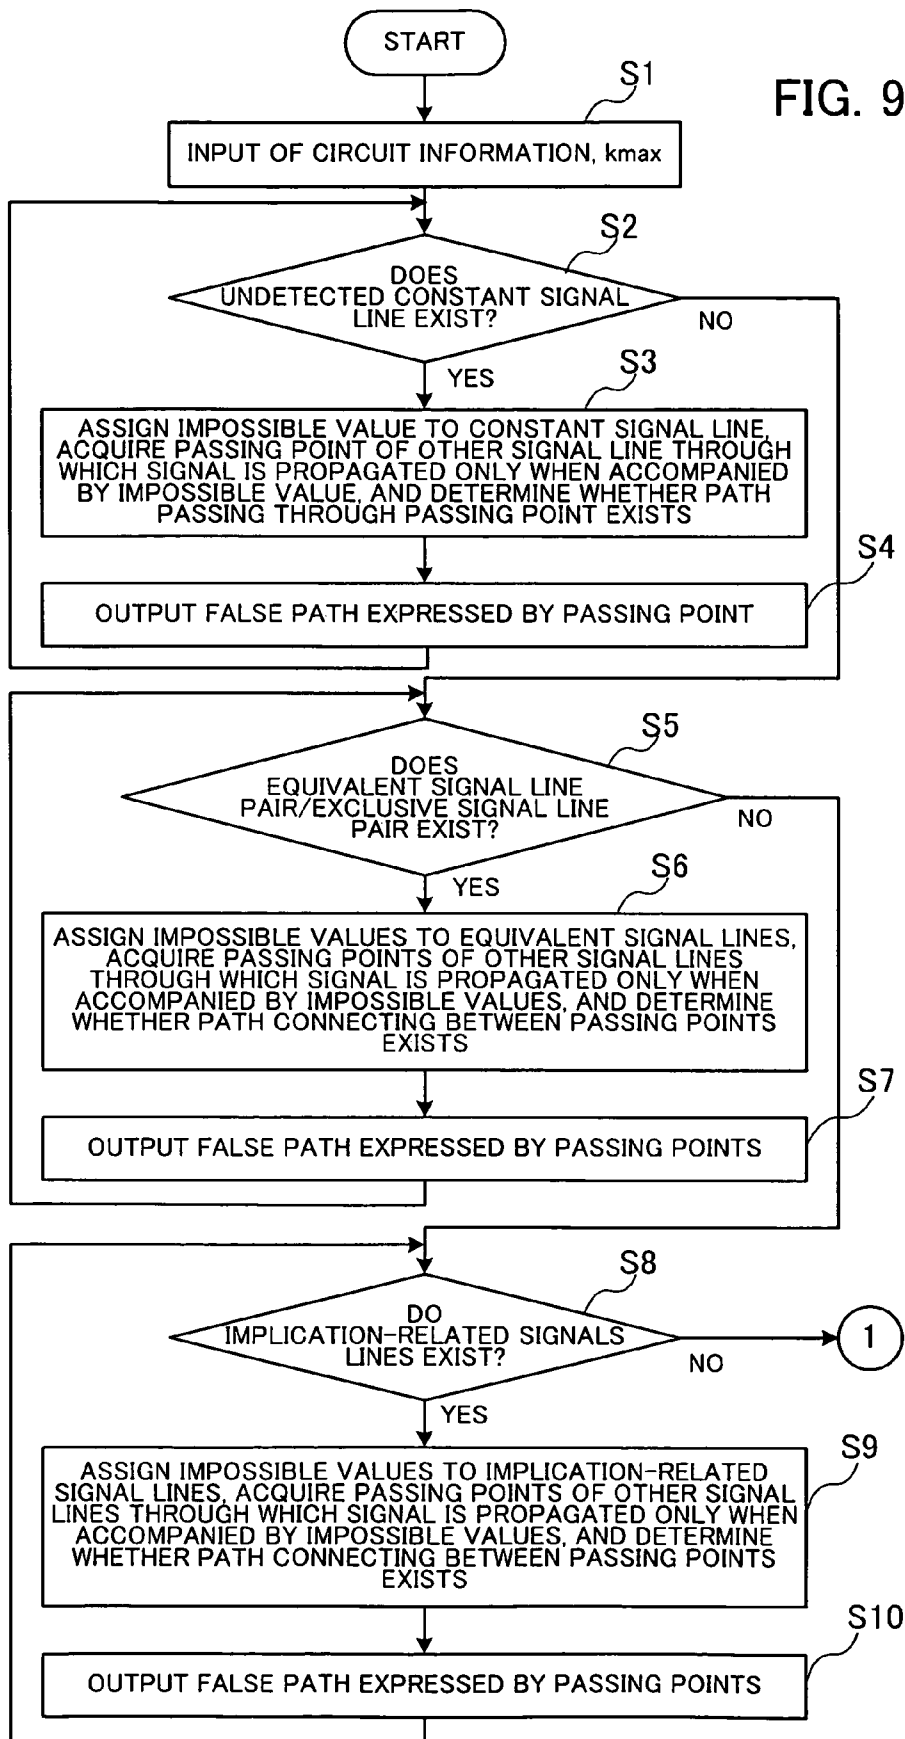 START
FIG. 9
S1
INPUT OF CIRCUIT INFORMATION, kmax
S2
DOES
UNDETECTED CONSTANT SIGNAL
LINE EXIST?
NO
YES
S3
ASSIGN IMPOSSIBLE VALUE TO CONSTANT SIGNAL LINE,
ACQUIRE PASSING POINT OF OTHER SIGNAL LINE THROUGH
WHICH SIGNAL IS PROPAGATED ONLY WHEN ACCOMPANIED
BY IMPOSSIBLE VALUE, AND DETERMINE WHETHER PATH
PASSING THROUGH PASSING POINT EXISTS
S4
OUTPUT FALSE PATH EXPRESSED BY PASSING POINT
S5
DOES
EQUIVALENT SIGNAL LINE
PAIR/EXCLUSIVE SIGNAL LINE
PAIR EXIST?
NO
YES
S6
ASSIGN IMPOSSIBLE VALUES TO EQUIVALENT SIGNAL LINES,
ACQUIRE PASSING POINTS OF OTHER SIGNAL LINES
THROUGH WHICH SIGNAL IS PROPAGATED ONLY WHEN
ACCOMPANIED BY IMPOSSIBLE VALUES, AND DETERMINE
WHETHER PATH CONNECTING BETWEEN PASSING POINTS
EXISTS
S7
OUTPUT FALSE PATH EXPRESSED BY PASSING POINTS
S8
DO
IMPLICATION-RELATED SIGNALS
LINES EXIST?
NO
1
YES
S9
ASSIGN IMPOSSIBLE VALUES TO IMPLICATION-RELATED
SIGNAL LINES, ACQUIRE PASSING POINTS OF OTHER SIGNAL
LINES THROUGH WHICH SIGNAL IS PROPAGATED ONLY WHEN
ACCOMPANIED BY IMPOSSIBLE VALUES, AND DETERMINE
WHETHER PATH CONNECTING BETWEEN PASSING POINTS
EXISTS
S10
OUTPUT FALSE PATH EXPRESSED BY PASSING POINTS